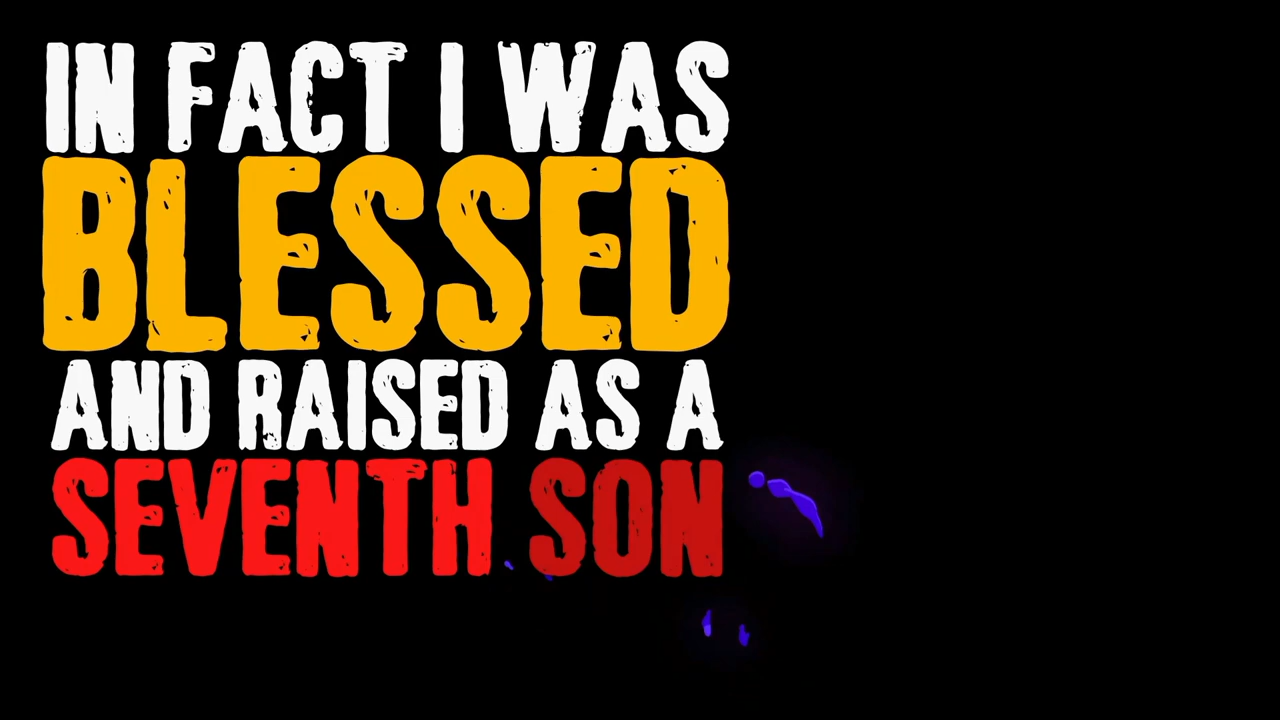 IN FACT I WAS
BLESSED
AND RAISED AS A
SEVENTH SON